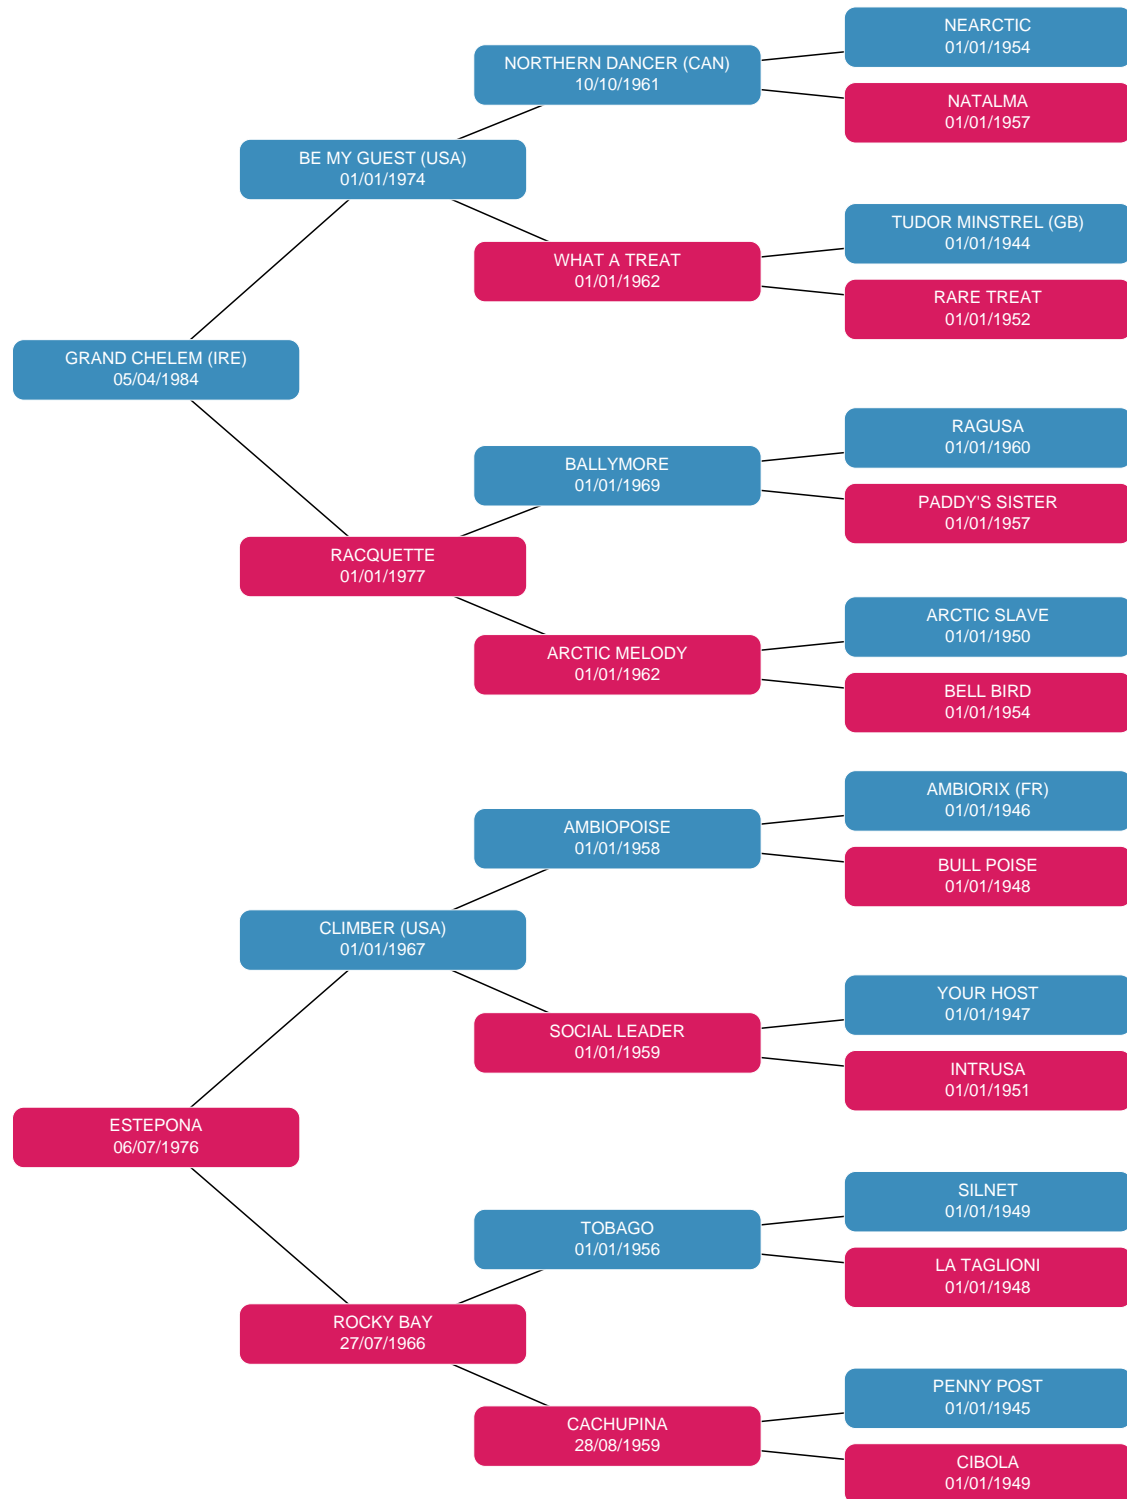 NEARCTIC
01/01/1954
NORTHERN DANCER (CAN)
10/10/1961
NATALMA
01/01/1957
BE MY GUEST (USA)
01/01/1974
TUDOR MINSTREL (GB)
01/01/1944
WHAT A TREAT
01/01/1962
RARE TREAT
01/01/1952
GRAND CHELEM (IRE)
05/04/1984
RAGUSA
01/01/1960
BALLYMORE
01/01/1969
PADDY'S SISTER
01/01/1957
RACQUETTE
01/01/1977
ARCTIC SLAVE
01/01/1950
ARCTIC MELODY
01/01/1962
BELL BIRD
01/01/1954
AMBIORIX (FR)
01/01/1946
AMBIOPOISE
01/01/1958
BULL POISE
01/01/1948
CLIMBER (USA)
01/01/1967
YOUR HOST
01/01/1947
SOCIAL LEADER
01/01/1959
INTRUSA
01/01/1951
ESTEPONA
06/07/1976
SILNET
01/01/1949
TOBAGO
01/01/1956
LA TAGLIONI
01/01/1948
ROCKY BAY
27/07/1966
PENNY POST
01/01/1945
CACHUPINA
28/08/1959
CIBOLA
01/01/1949